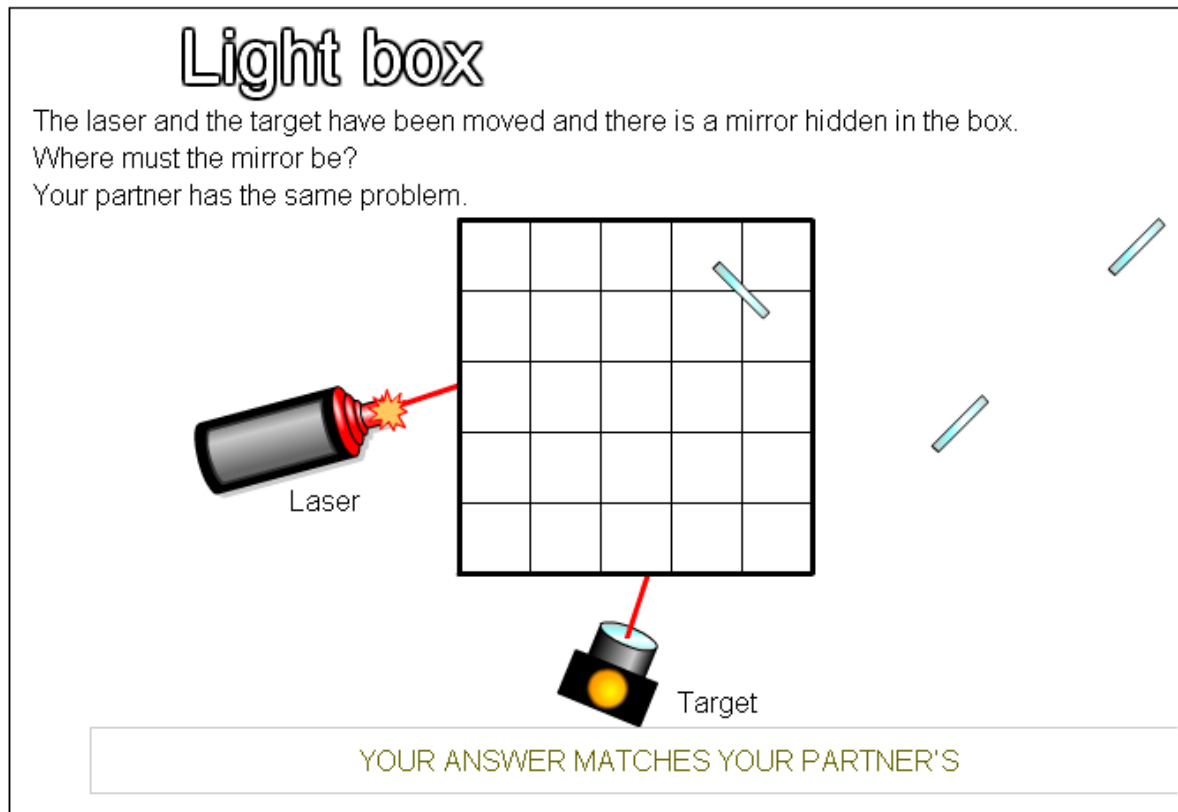 Light box
The laser and the target have been moved and there is a mirror hidden in the box.
Where must the mirror be?
Your partner has the same problem.
Laser
Target
YOUR ANSWER MATCHES YOUR PARTNER'S